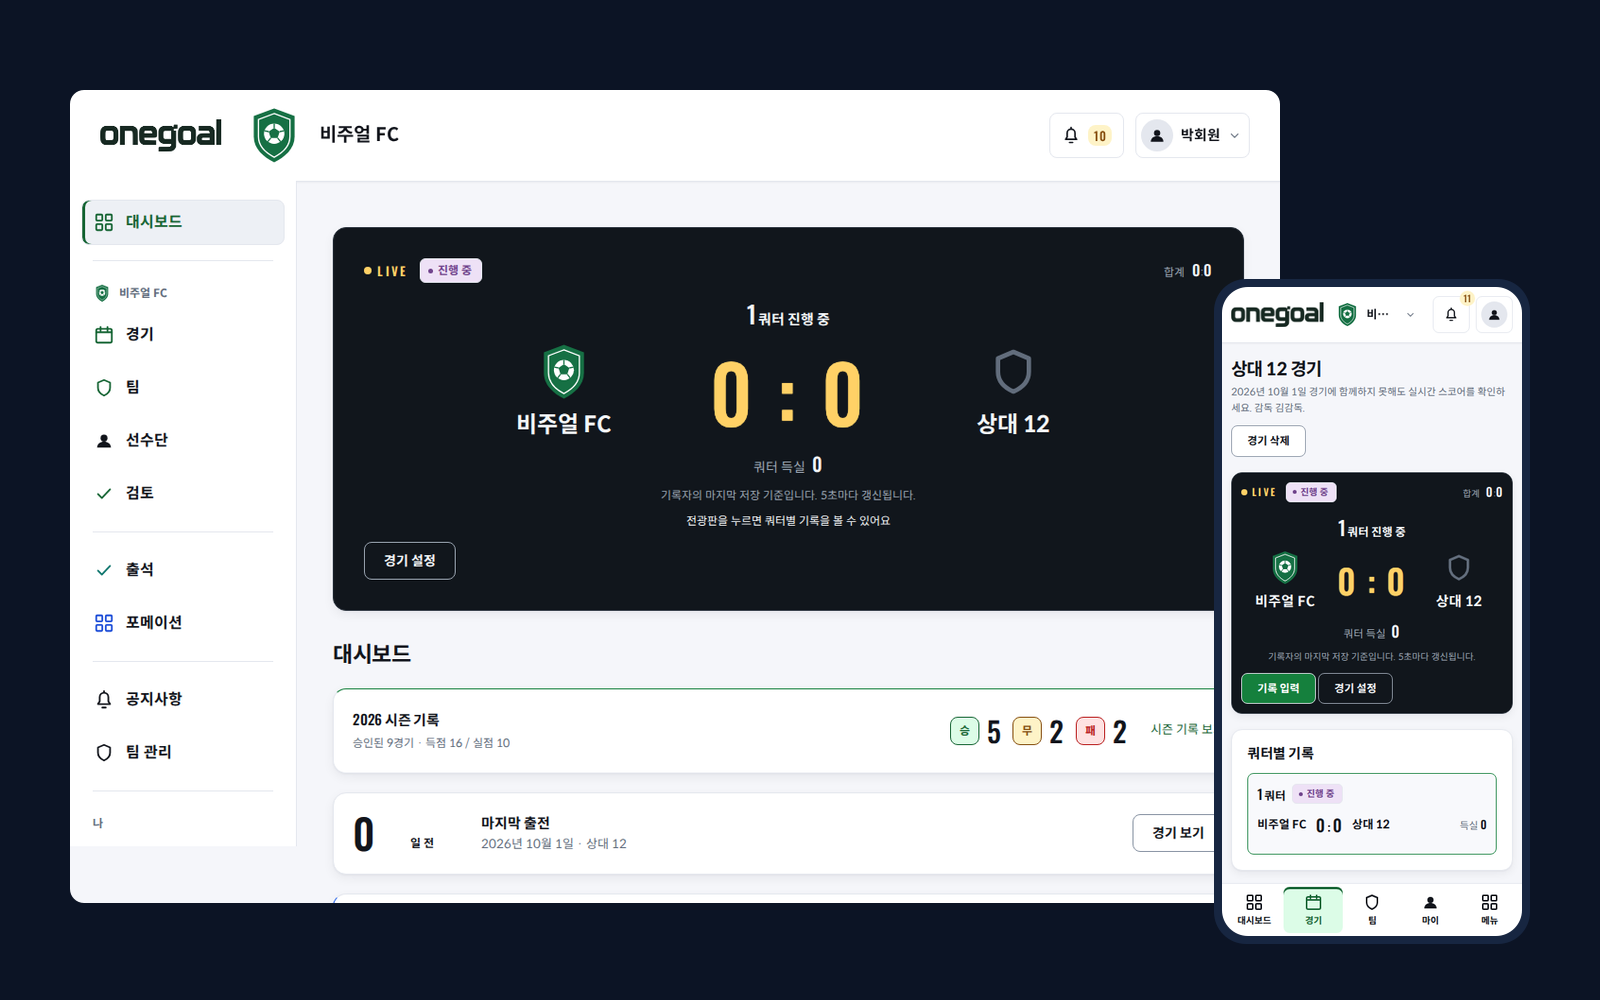 onegoal
비주얼 FC
10
박회원
대시보드
비주얼 FC
경기
팀
선수단
검토
출석
포메이션
공지사항
팀 관리
나
LIVE
진행 중
합계 0:0
1쿼터 진행 중
0 : 0
비주얼 FC
상대 12
쿼터 득실 0
기록자의 마지막 저장 기준입니다. 5초마다 갱신됩니다.
전광판을 누르면 쿼터별 기록을 볼 수 있어요
경기 설정
대시보드
2026 시즌 기록
승인된 9경기 · 득점 16 / 실점 10
승 5 무 2 패 2
시즌 기록 보
0 일 전
마지막 출전
2026년 10월 1일 · 상대 12
경기 보기
onegoal
비…
11
상대 12 경기
2026년 10월 1일 경기에 함께하지 못해도 실시간 스코어를 확인하
세요. 감독 김감독.
경기 삭제
LIVE
진행 중
합계 0:0
1쿼터 진행 중
0 : 0
비주얼 FC
상대 12
쿼터 득실 0
기록자의 마지막 저장 기준입니다. 5초마다 갱신됩니다.
기록 입력
경기 설정
쿼터별 기록
1쿼터
진행 중
비주얼 FC 0:0 상대 12
득실 0
대시보드
경기
팀
마이
메뉴